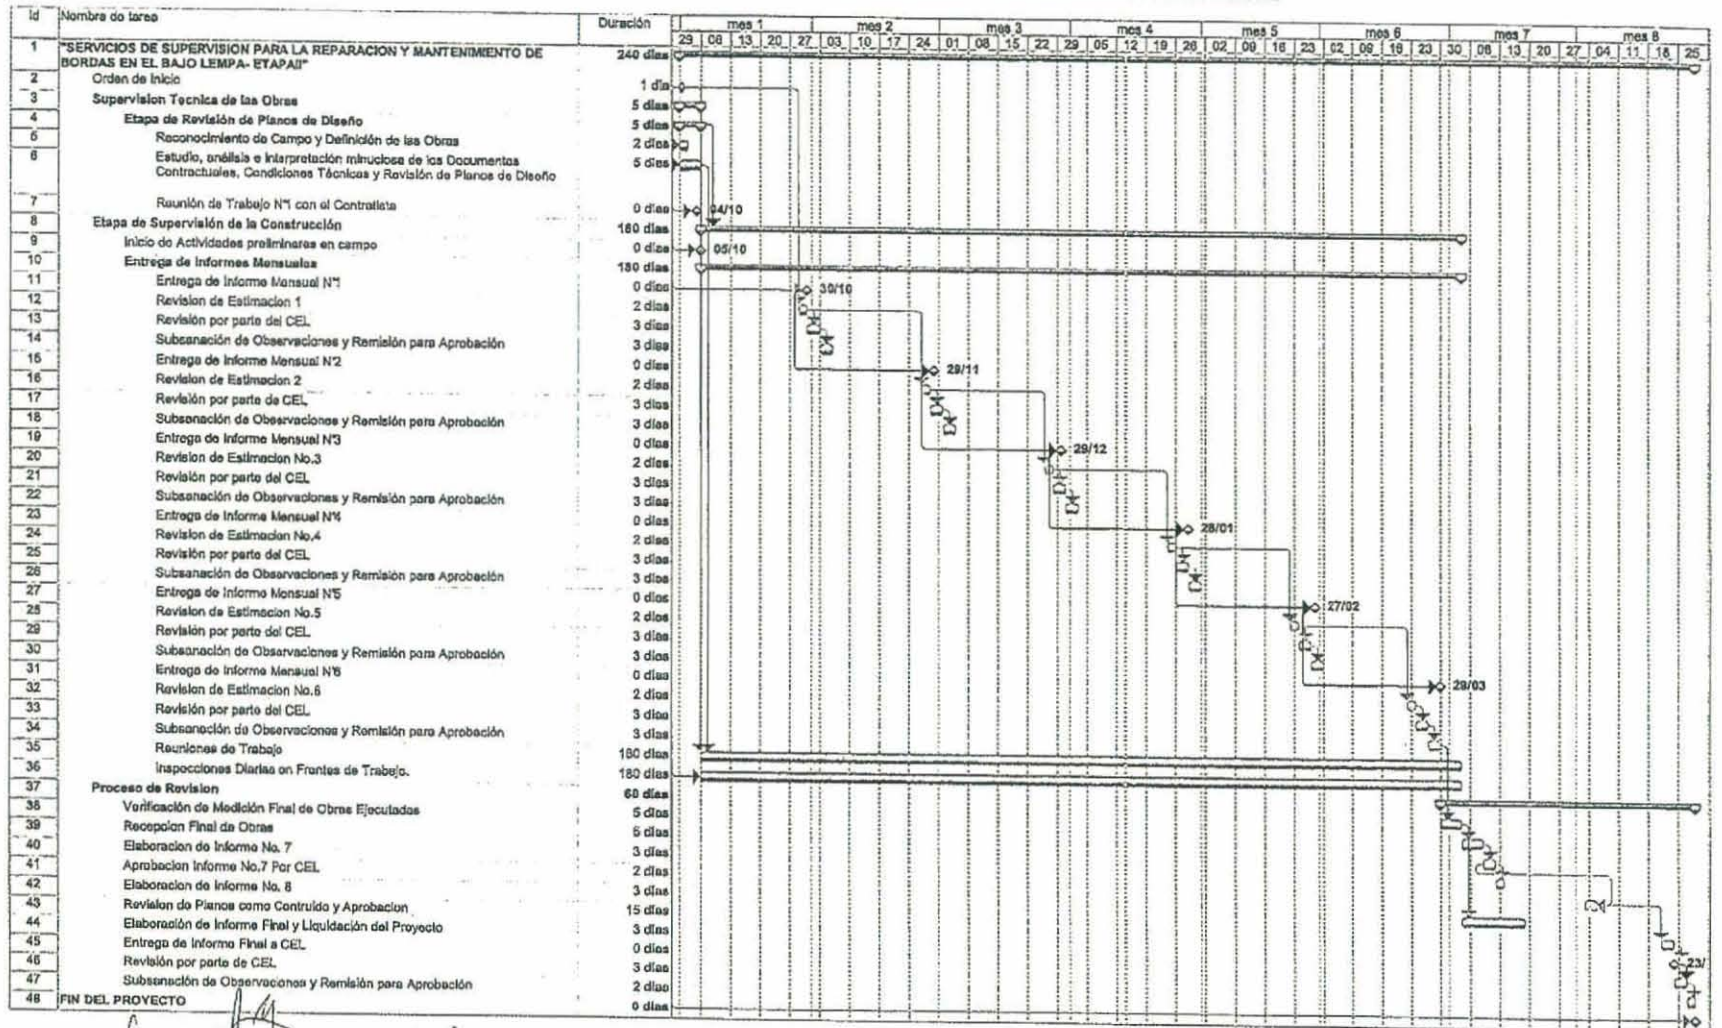 Id Nombre de tarea Duración mes 1 mes 2 mes 3 mes 4 mes 5 mes 6 mes 7 mes 8
29 06 13 20 27 03 10 17 24 01 08 15 22 29 05 12 19 26 02 09 16 23 02 09 16 23 30 06 13 20 27 04 11 18 25
1 "SERVICIOS DE SUPERVISION PARA LA REPARACION Y MANTENIMIENTO DE 240 días
BORDAS EN EL BAJO LEMPA- ETAPAII"
2 Orden de Inicio 1 día
3 Supervision Tecnica de las Obras 5 días
4 Etapa de Revisión de Planos de Diseño 5 días
5 Reconocimiento de Campo y Definición de las Obras 2 días
6 Estudio, análisis e interpretación minuciosa de los Documentos 5 días
Contractuales, Condiciones Técnicas y Revisión de Planos de Diseño
7 Reunión de Trabajo N°1 con el Contratista 0 días 04/10
8 Etapa de Supervisión de la Construcción 180 días
9 Inicio de Actividades preliminares en campo 0 días 05/10
10 Entrega de Informes Mensuales 180 días
11 Entrega de Informe Mensual N°1 0 días 30/10
12 Revision de Estimacion 1 2 días
13 Revisión por parte del CEL 3 días
14 Subsanación de Observaciones y Remisión para Aprobación 3 días
15 Entrega de Informe Mensual N°2 0 días 29/11
16 Revision de Estimacion 2 2 días
17 Revisión por parte de CEL 3 días
18 Subsanación de Observaciones y Remisión para Aprobación 3 días
19 Entrega de Informe Mensual N°3 0 días 29/12
20 Revision de Estimacion No.3 2 días
21 Revisión por parte del CEL 3 días
22 Subsanación de Observaciones y Remisión para Aprobación 3 días
23 Entrega de Informe Mensual N°4 0 días 28/01
24 Revision de Estimacion No.4 2 días
25 Revisión por parte del CEL 3 días
26 Subsanación de Observaciones y Remisión para Aprobación 3 días
27 Entrega de Informe Mensual N°5 0 días 27/02
28 Revision de Estimacion No.5 2 días
29 Revisión por parte del CEL 3 días
30 Subsanación de Observaciones y Remisión para Aprobación 3 días
31 Entrega de Informe Mensual N°6 0 días 29/03
32 Revision de Estimacion No.6 2 días
33 Revisión por parte del CEL 3 días
34 Subsanación de Observaciones y Remisión para Aprobación 3 días
35 Reuniones de Trabajo 180 días
36 Inspecciones Diarias en Frentes de Trabajo. 180 días
37 Proceso de Revision 60 días
38 Verificación de Medición Final de Obras Ejecutadas 5 días
39 Recepcion Final de Obras 5 días
40 Elaboracion de Informe No. 7 3 días
41 Aprobacion Informe No.7 Por CEL 2 días
42 Elaboracion de Informe No. 8 3 días
43 Revision de Planos como Contruido y Aprobacion 15 días
44 Elaboración de Informe Final y Liquidación del Proyecto 3 días
45 Entrega de Informe Final a CEL 0 días 23/
46 Revisión por parte de CEL 3 días
47 Subsanación de Observaciones y Remisión para Aprobación 2 días
48 FIN DEL PROYECTO 0 días